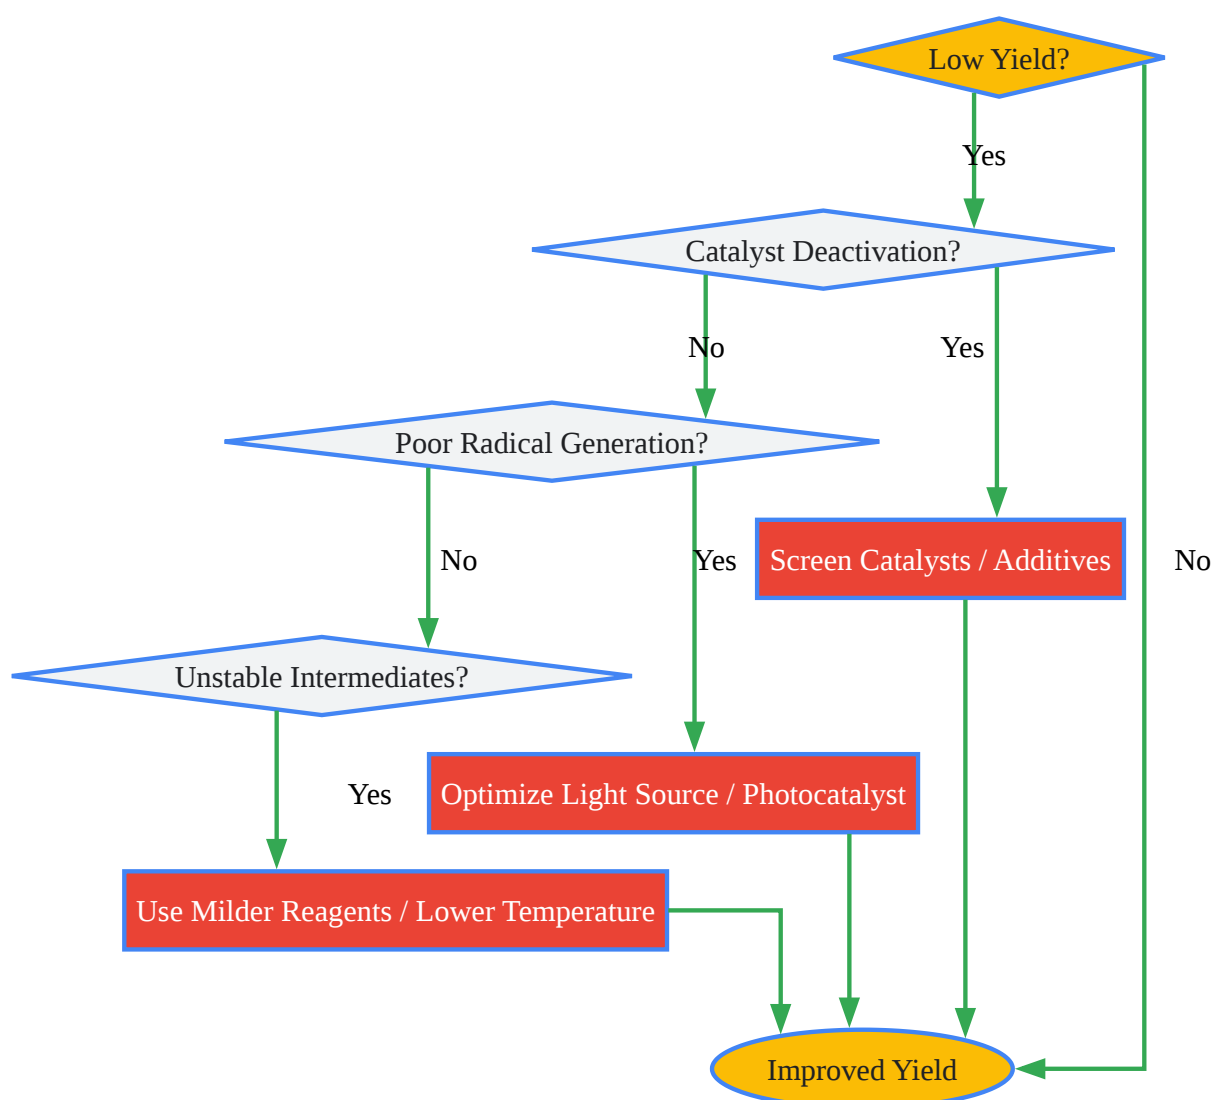 Low Yield?
Yes
Catalyst Deactivation?
No
Yes
Poor Radical Generation?
No
Yes
Screen Catalysts / Additives
No
Unstable Intermediates?
Yes
Optimize Light Source / Photocatalyst
Use Milder Reagents / Lower Temperature
Improved Yield